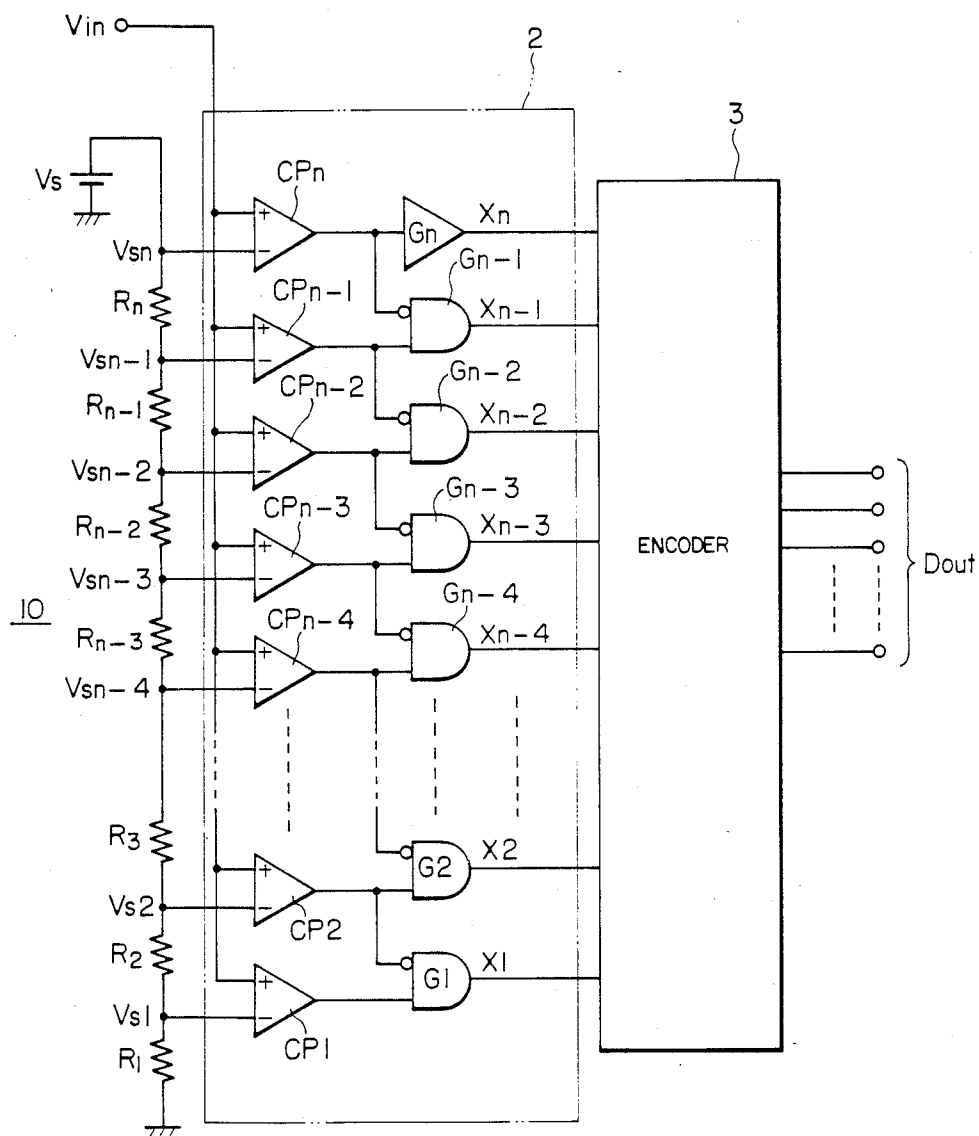 Vin
2
3
Vs
CPn
Gn
Xn
Vsn
Gn-1
Rn
CPn-1
Xn-1
Vsn-1
Gn-2
CPn-2
Rn-1
Xn-2
Vsn-2
Gn-3
CPn-3
Rn-2
Xn-3
ENCODER
Vsn-3
Dout
Gn-4
10
CPn-4
Rn-3
Xn-4
Vsn-4
R3
X2
G2
Vs2
CP2
R2
X1
G1
Vs1
CP1
R1